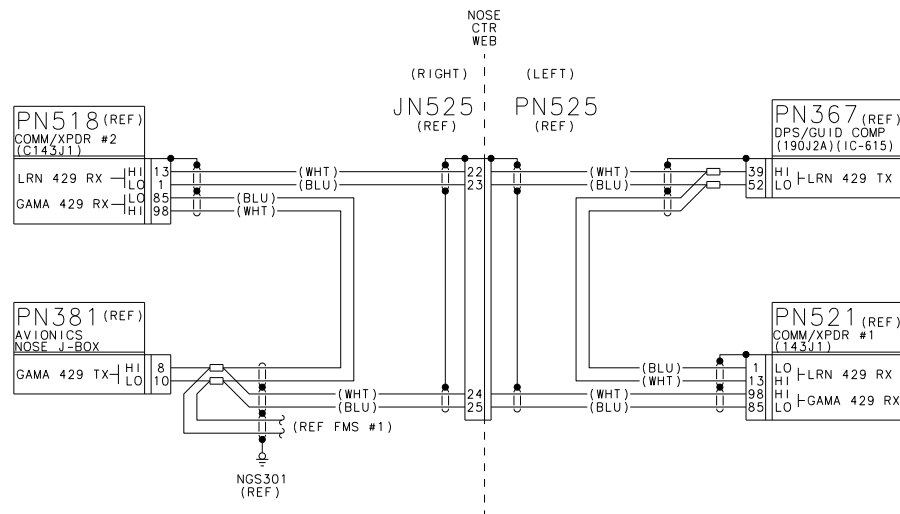 NOSE
CTR
WEB
(RIGHT) (LEFT)
JN525 PN525
(REF) (REF)
PN518 (REF)
COMM/XPDR #2
(C143J1)
LRN 429 RX HI 13
LO 1
GAMA 429 RX LO 85
HI 98
(WHT)
(BLU)
(BLU)
(WHT)
22
23
(WHT)
(BLU)
PN367 (REF)
DPS/GUID COMP
(190J2A)(IC-615)
39 HI LRN 429 TX
52 LO
PN381 (REF)
AVIONICS
NOSE J-BOX
GAMA 429 TX HI 8
LO 10
(WHT)
(BLU)
(REF FMS #1)
NGS301
(REF)
24
25
(BLU)
(WHT)
(WHT)
(BLU)
PN521 (REF)
COMM/XPDR #1
(143J1)
1 LO LRN 429 RX
13 HI
98 HI GAMA 429 RX
85 LO